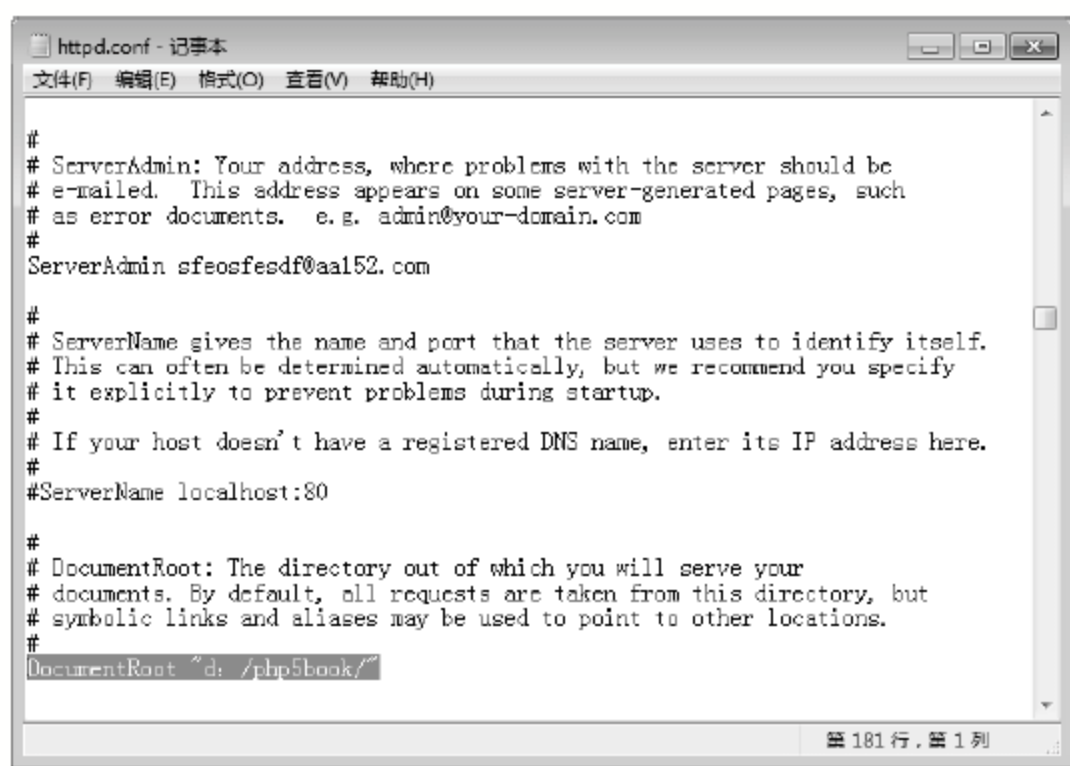 httpd.conf - 记事本
文件(F) 编辑(E) 格式(O) 查看(V) 帮助(H)
#
# ServerAdmin: Your address, where problems with the server should be
# e-mailed.  This address appears on some server-generated pages, such
# as error documents.  e.g. admin@your-domain.com
#
ServerAdmin sfeosfesdf@aa152.com
#
# ServerName gives the name and port that the server uses to identify itself.
# This can often be determined automatically, but we recommend you specify
# it explicitly to prevent problems during startup.
#
# If your host doesn't have a registered DNS name, enter its IP address here.
#
#ServerName localhost:80
#
# DocumentRoot: The directory out of which you will serve your
# documents. By default, all requests are taken from this directory, but
# symbolic links and aliases may be used to point to other locations.
#
DocumentRoot "d: /php5book/"
第 181 行，第 1 列